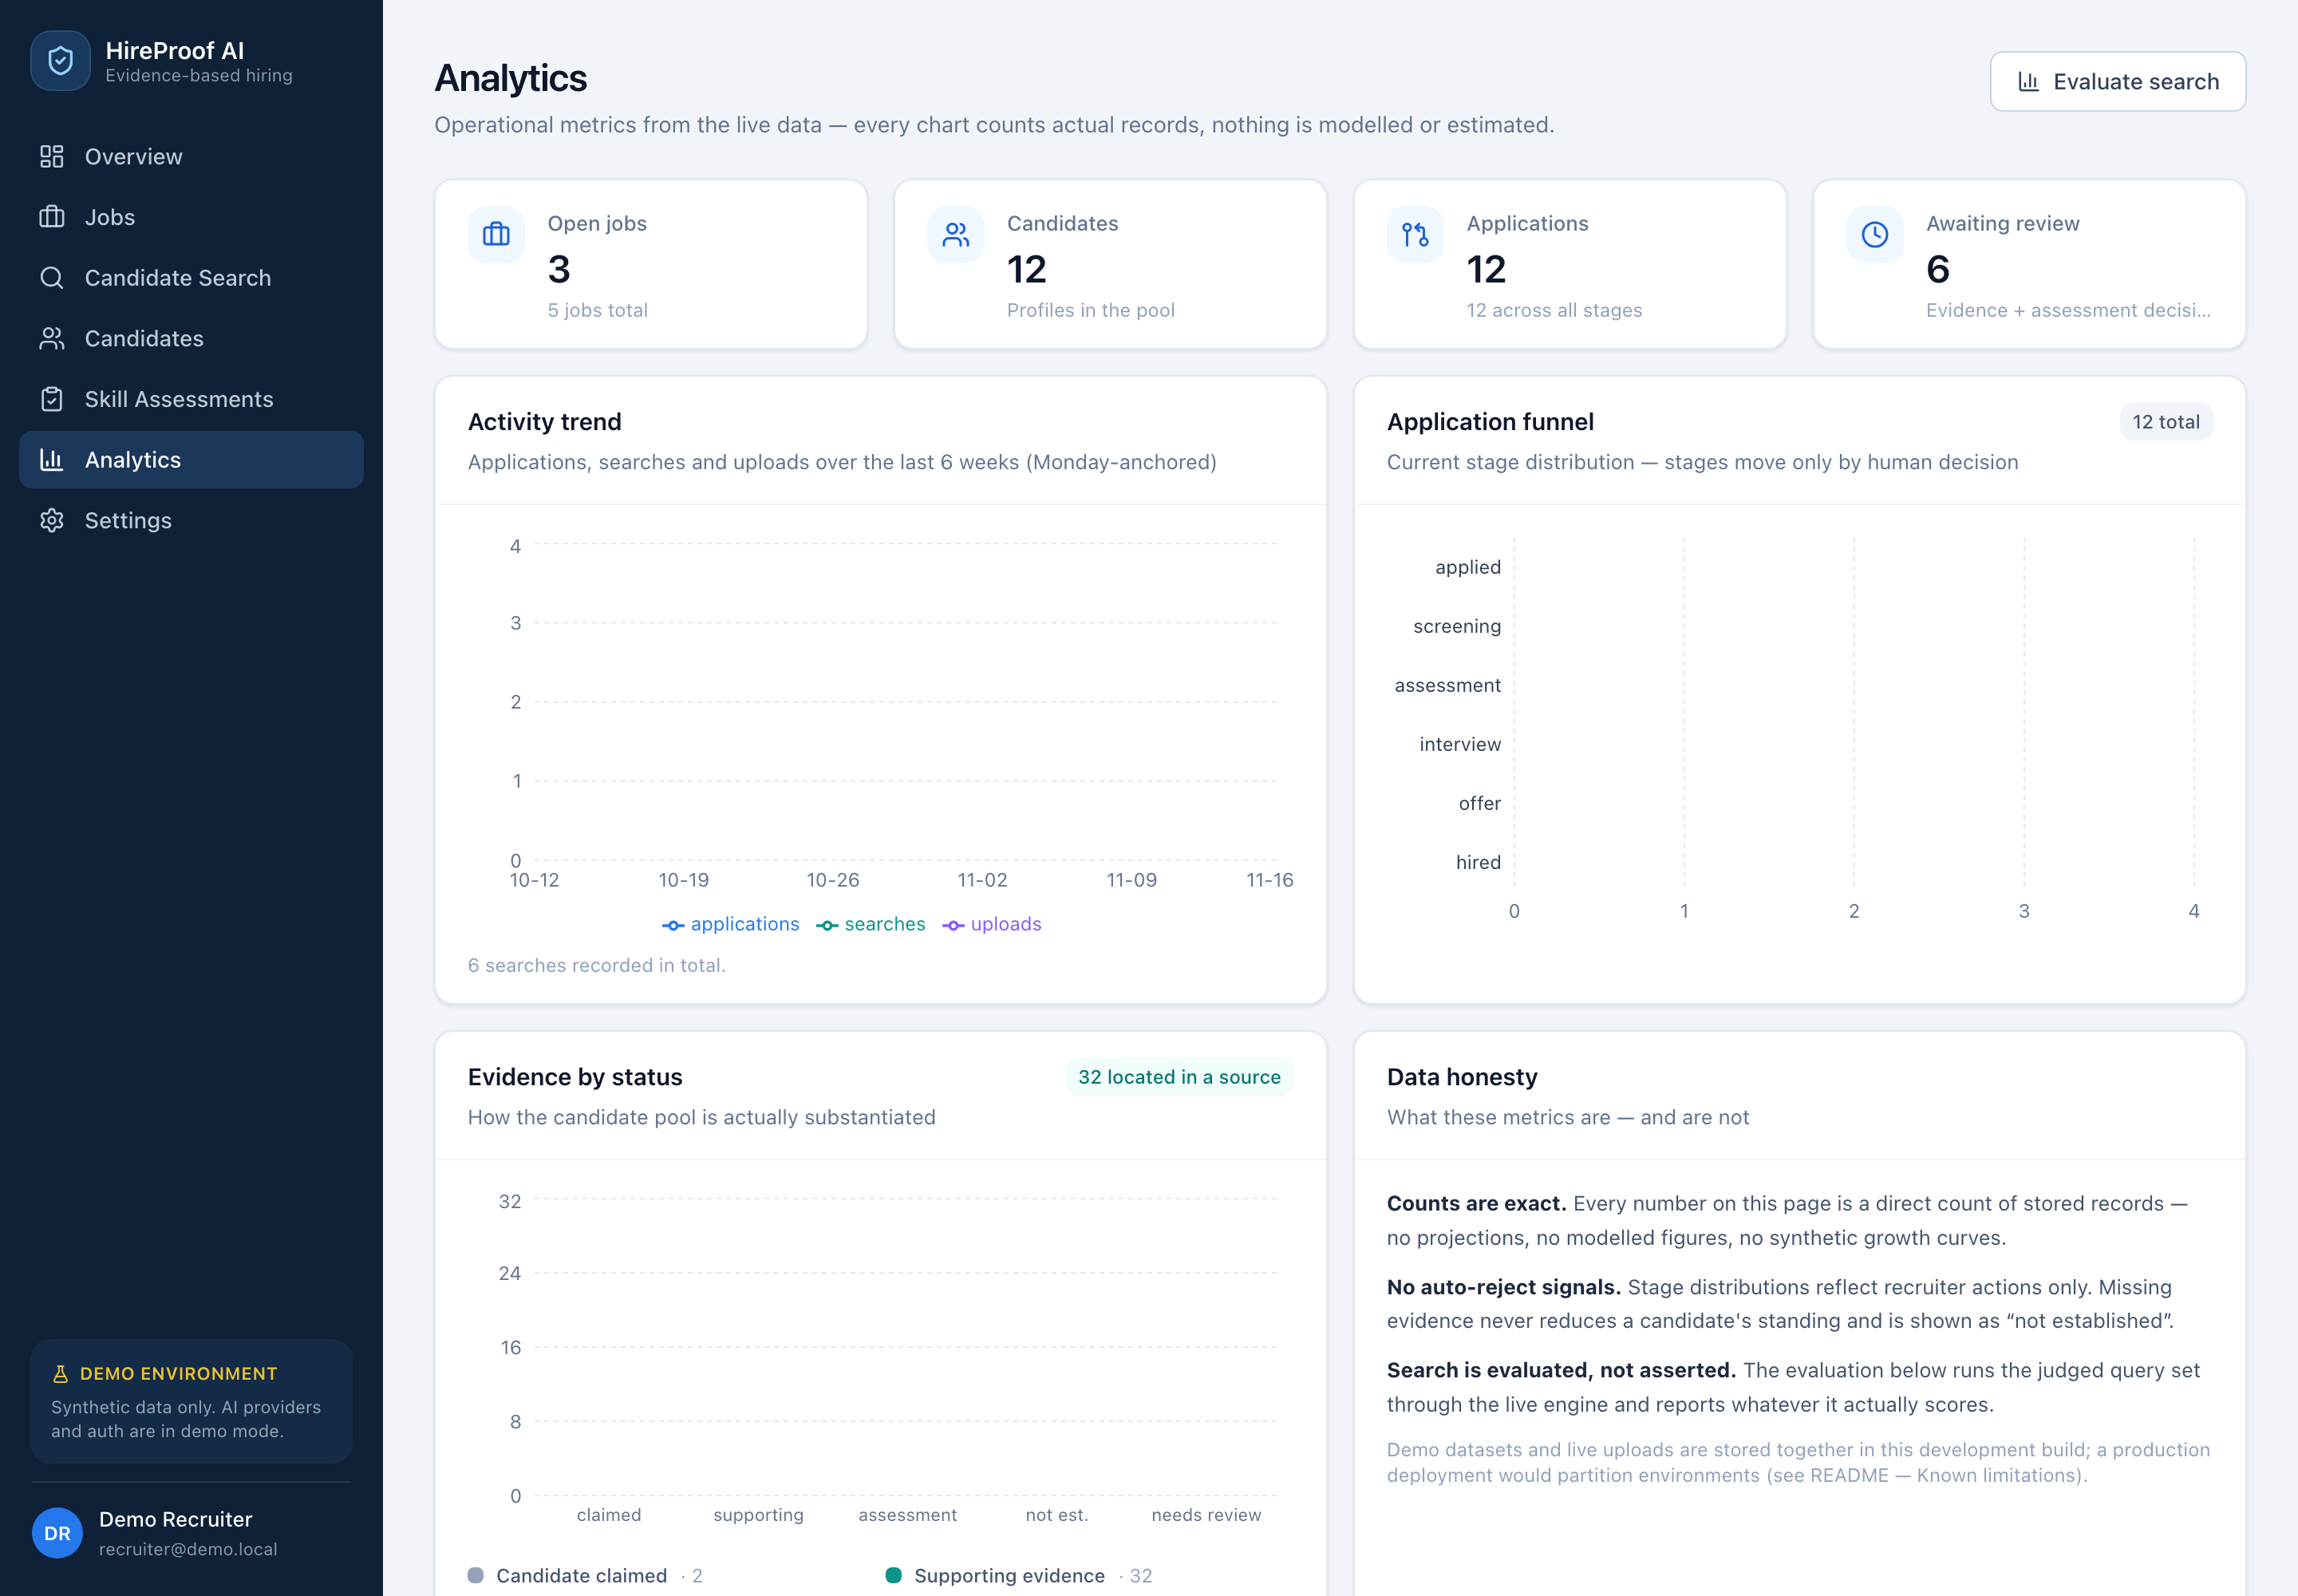 HireProof AI
Evidence-based hiring
Overview
Jobs
Candidate Search
Candidates
Skill Assessments
Analytics
Settings
DEMO ENVIRONMENT
Synthetic data only. AI providers
and auth are in demo mode.
DR
Demo Recruiter
recruiter@demo.local
Analytics
Operational metrics from the live data — every chart counts actual records, nothing is modelled or estimated.
Evaluate search
Open jobs
3
5 jobs total
Candidates
12
Profiles in the pool
Applications
12
12 across all stages
Awaiting review
6
Evidence + assessment decisi...
Activity trend
Applications, searches and uploads over the last 6 weeks (Monday-anchored)
4
3
2
1
0
10-12 10-19 10-26 11-02 11-09 11-16
applications searches uploads
6 searches recorded in total.
Application funnel
12 total
Current stage distribution — stages move only by human decision
applied
screening
assessment
interview
offer
hired
0 1 2 3 4
Evidence by status
32 located in a source
How the candidate pool is actually substantiated
32
24
16
8
0
claimed supporting assessment not est. needs review
Candidate claimed · 2
Supporting evidence · 32
Data honesty
What these metrics are — and are not
Counts are exact. Every number on this page is a direct count of stored records —
no projections, no modelled figures, no synthetic growth curves.
No auto-reject signals. Stage distributions reflect recruiter actions only. Missing
evidence never reduces a candidate's standing and is shown as “not established”.
Search is evaluated, not asserted. The evaluation below runs the judged query set
through the live engine and reports whatever it actually scores.
Demo datasets and live uploads are stored together in this development build; a production
deployment would partition environments (see README — Known limitations).